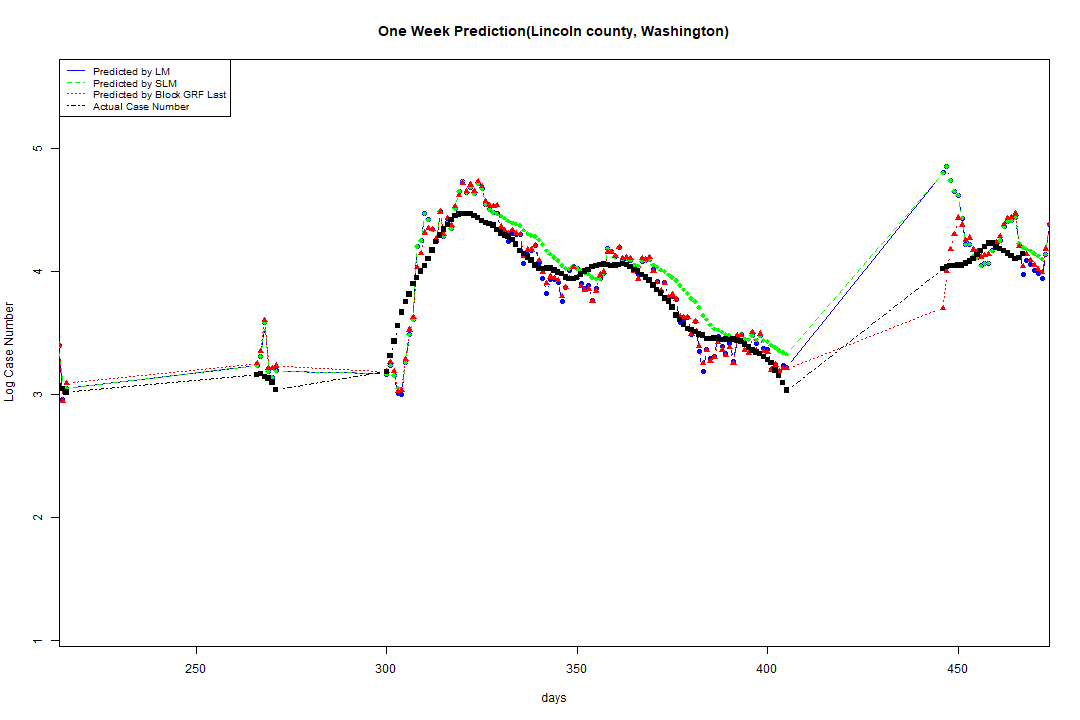 One Week Prediction(Lincoln county, Washington)
Predicted by LM
Predicted by SLM
Predicted by Block GRF Last
Actual Case Number
Log Case Number
5
4
3
2
1
250
300
350
400
450
days